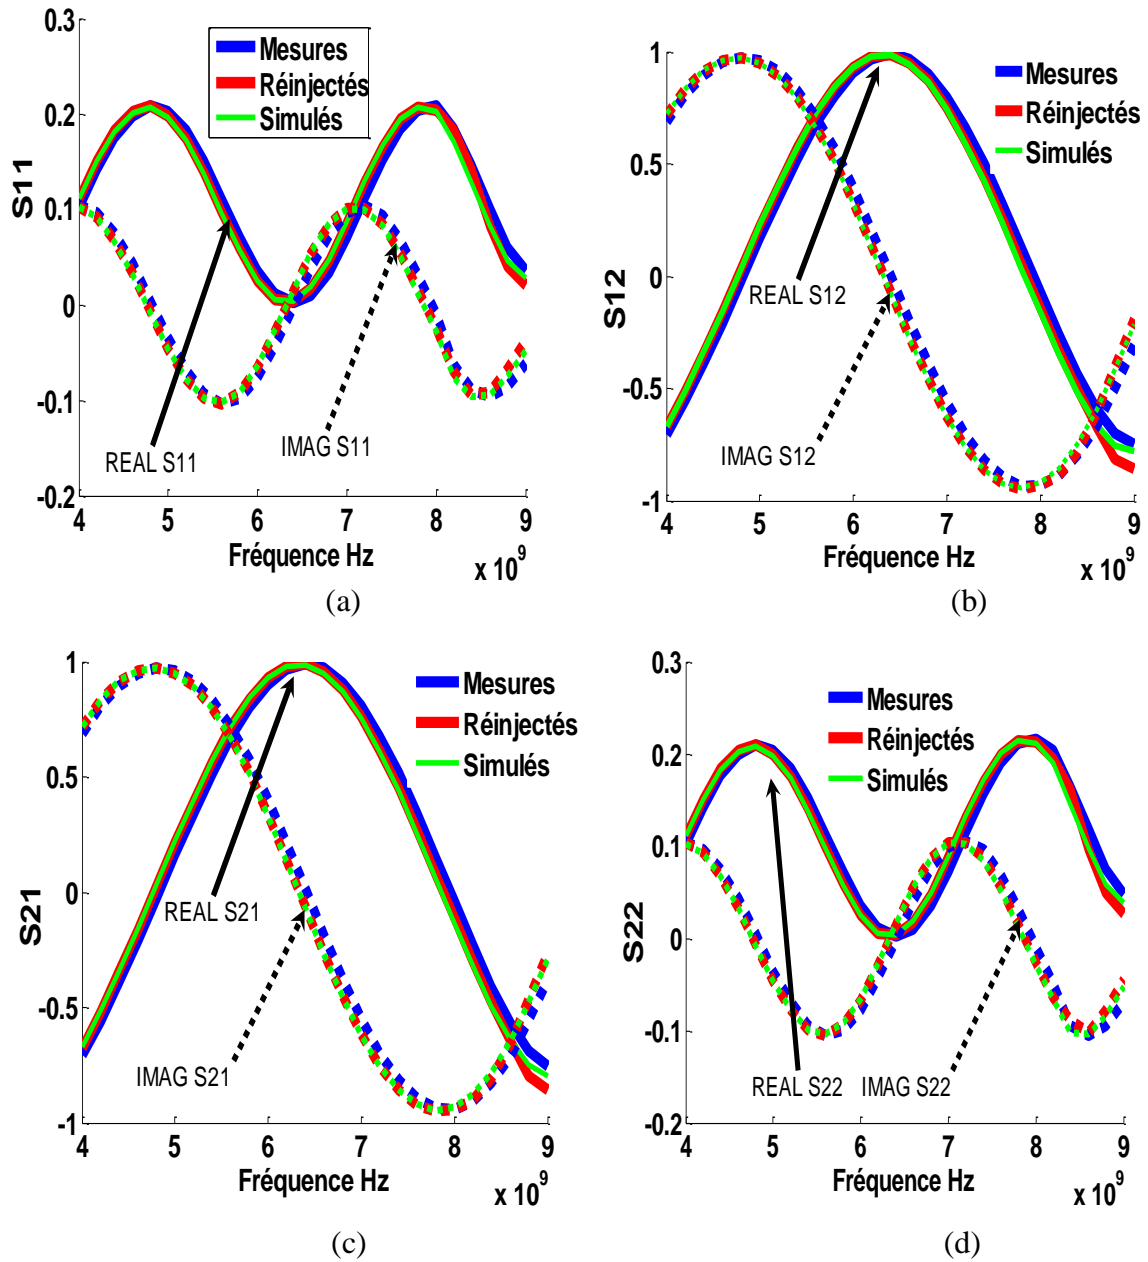 0.3
0.2
0.1
0
-0.1
-0.2
S11
Mesures
Réinjectés
Simulés
REAL S11
IMAG S11
4 5 6 7 8 9
Fréquence Hz
x 10^9
(a)
1
0.5
0
-0.5
-1
S12
Mesures
Réinjectés
Simulés
REAL S12
IMAG S12
4 5 6 7 8 9
Fréquence Hz
x 10^9
(b)
1
0.5
0
-0.5
-1
S21
Mesures
Réinjectés
Simulés
REAL S21
IMAG S21
4 5 6 7 8 9
Fréquence Hz
x 10^9
(c)
0.3
0.2
0.1
0
-0.1
-0.2
S22
Mesures
Réinjectés
Simulés
REAL S22 IMAG S22
4 5 6 7 8 9
Fréquence Hz
x 10^9
(d)